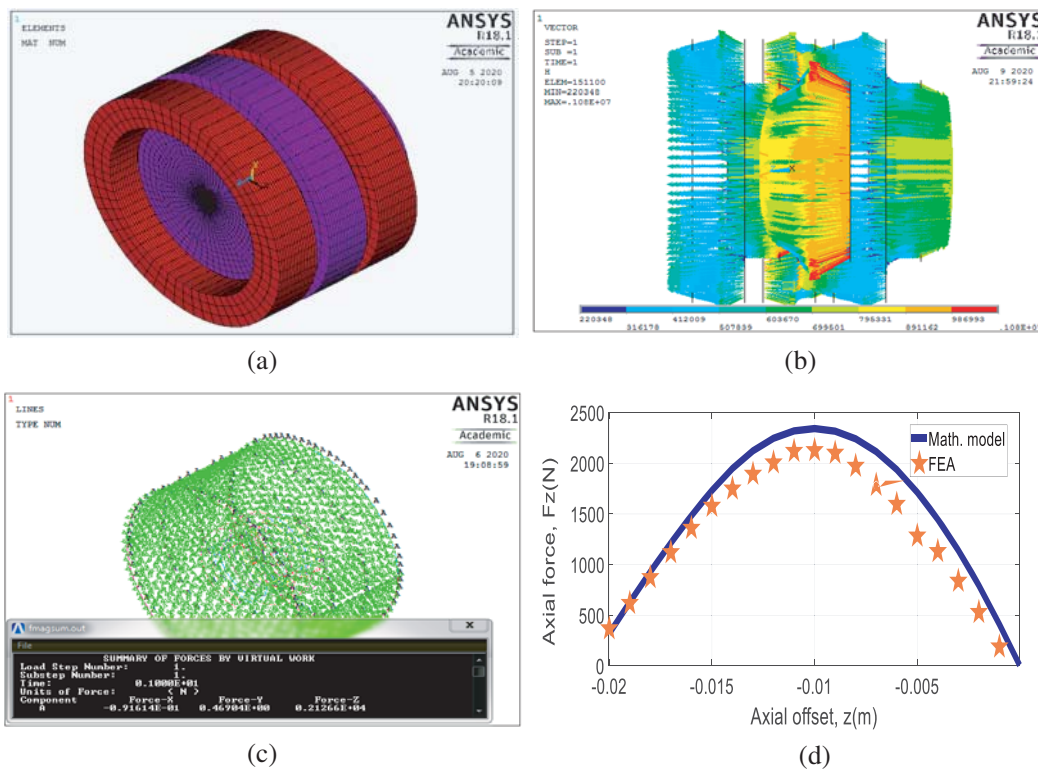 1
ELEMENTS
MAT NUM
ANSYS
R18.1
Academic
AUG 5 2020
20:20:09
(a)
1
VECTOR
STEP=1
SUB =1
TIME=1
H
ELEM=151100
MIN=220348
MAX=.108E+07
ANSYS
R18.1
Academic
AUG 9 2020
21:59:24
X
220348 412009 603670 795331 986993
316178 507839 699501 891162 .108E+07
(b)
1
LINES
TYPE NUM
ANSYS
R18.1
Academic
AUG 6 2020
19:08:59
fmagsum.out
File
SUMMARY OF FORCES BY VIRTUAL WORK
Load Step Number: 1.
Substep Number: 1.
Time: 0.1000E+01
Units of Force: < N >
Component Force-X Force-Y Force-Z
A -0.91614E-01 0.46904E+00 0.21266E+04
(c)
2500
2000
1500
1000
500
0
Axial force, Fz(N)
Math. model
FEA
-0.02 -0.015 -0.01 -0.005
Axial offset, z(m)
(d)